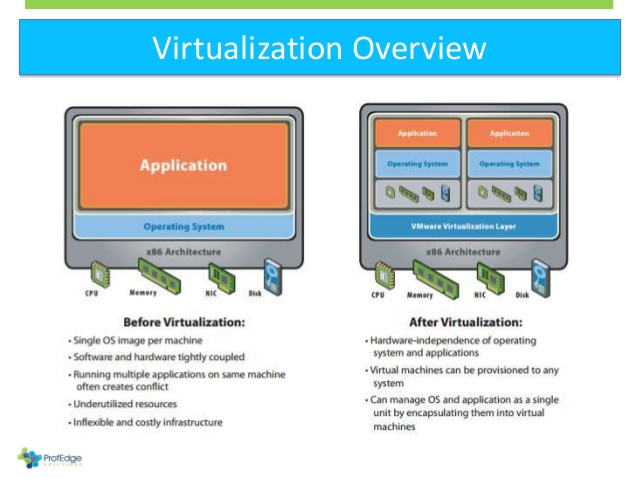 Virtualization Overview
Application
Operating System
x86 Architecture
CPU Memory NIC Disk
Before Virtualization:
• Single OS image per machine
• Software and hardware tightly coupled
• Running multiple applications on same machine
often creates conflict
• Underutilized resources
• Inflexible and costly infrastructure
Application Application
Operating System Operating System
VMware Virtualization Layer
x86 Architecture
CPU Memory NIC Disk
After Virtualization:
• Hardware-independence of operating
system and applications
• Virtual machines can be provisioned to any
system
• Can manage OS and application as a single
unit by encapsulating them into virtual
machines
ProfEdge
SOLUTIONS